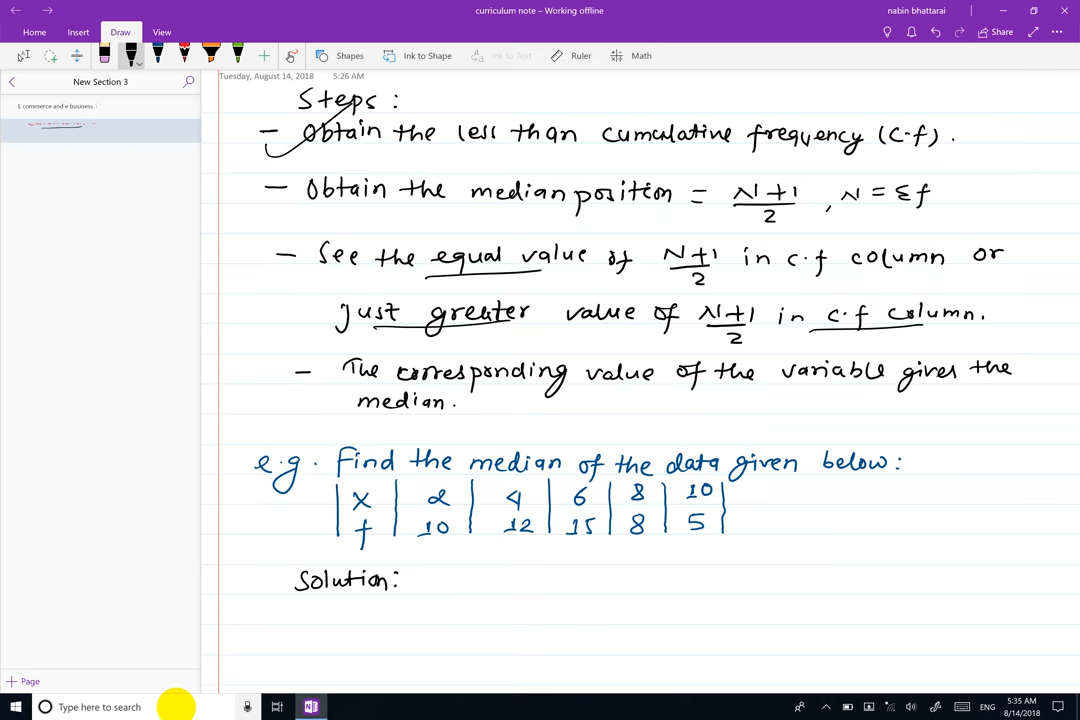 curriculum note – Working offline
nabin bhattarai
Home Insert Draw View
Share
Shapes Ink to Shape Ink to Text Ruler Math
New Section 3
Tuesday, August 14, 2018 5:26 AM
E commerce and e business
Steps:
– Obtain the less than cumulative frequency (c.f).
– Obtain the median position = N+1/2 , N = Σf
– See the equal value of N+1/2 in c.f column or
just greater value of N+1/2 in c.f column.
– The corresponding value of the variable gives the
median.
e.g. Find the median of the data given below:
x 2 4 6 8 10
f 10 12 15 8 5
Solution:
Page
Type here to search
ENG
5:35 AM
8/14/2018